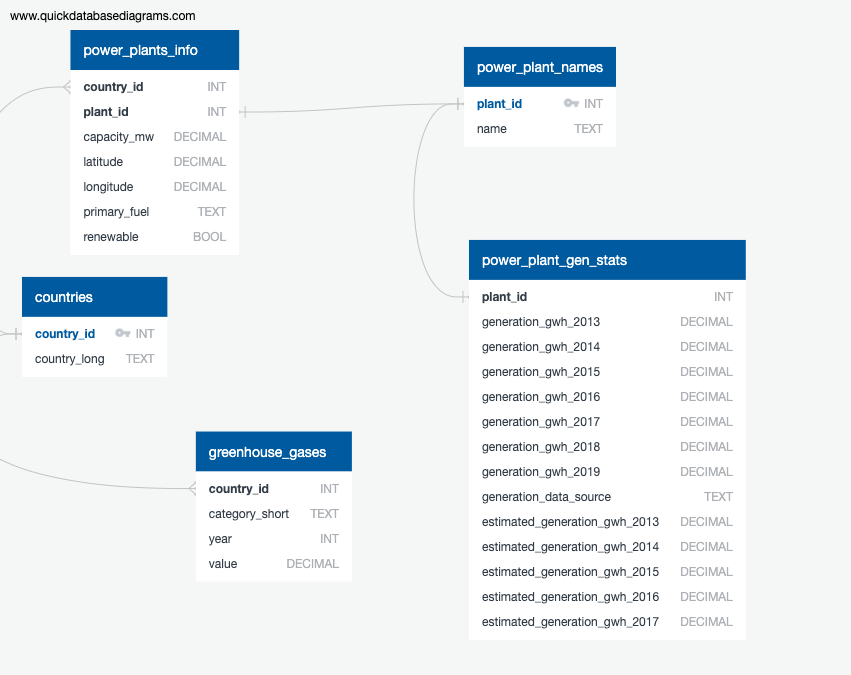 www.quickdatabasediagrams.com
power_plants_info
country_id INT
plant_id INT
capacity_mw DECIMAL
latitude DECIMAL
longitude DECIMAL
primary_fuel TEXT
renewable BOOL
power_plant_names
plant_id INT
name TEXT
countries
country_id INT
country_long TEXT
power_plant_gen_stats
plant_id INT
generation_gwh_2013 DECIMAL
generation_gwh_2014 DECIMAL
generation_gwh_2015 DECIMAL
generation_gwh_2016 DECIMAL
generation_gwh_2017 DECIMAL
generation_gwh_2018 DECIMAL
generation_gwh_2019 DECIMAL
generation_data_source TEXT
estimated_generation_gwh_2013 DECIMAL
estimated_generation_gwh_2014 DECIMAL
estimated_generation_gwh_2015 DECIMAL
estimated_generation_gwh_2016 DECIMAL
estimated_generation_gwh_2017 DECIMAL
greenhouse_gases
country_id INT
category_short TEXT
year INT
value DECIMAL